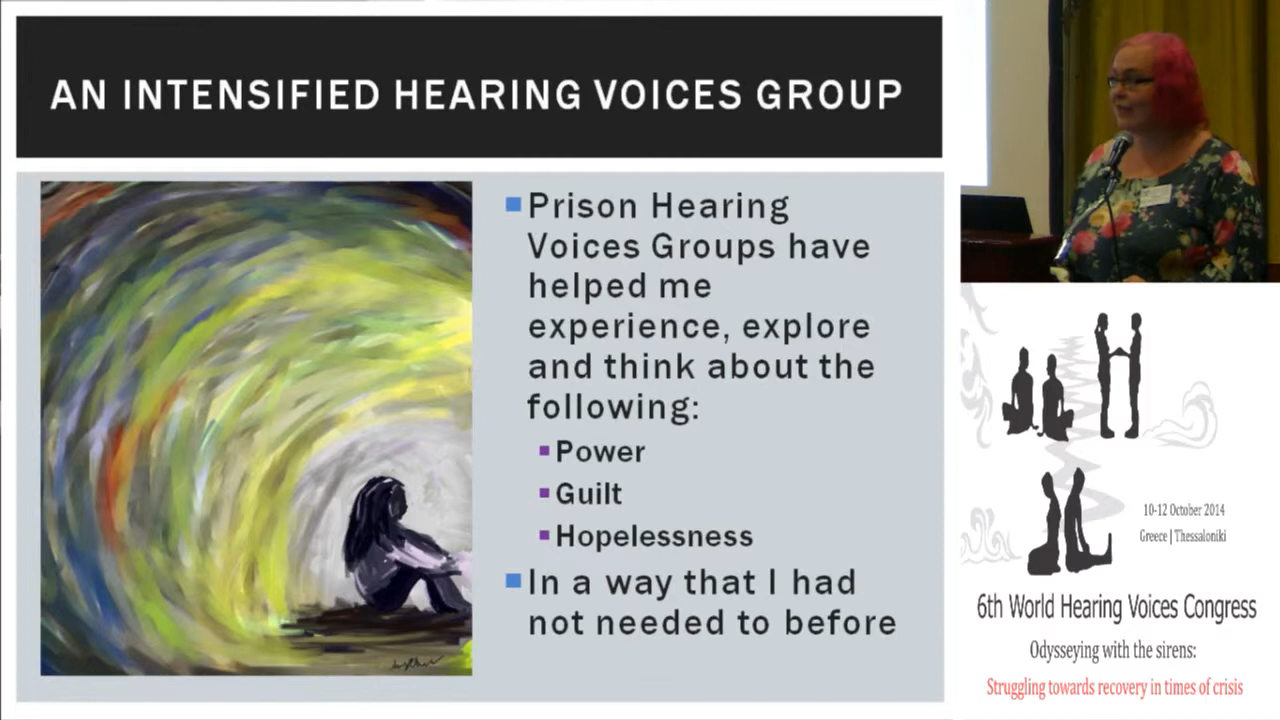 AN INTENSIFIED HEARING VOICES GROUP
Prison Hearing
Voices Groups have
helped me
experience, explore
and think about the
following:
Power
Guilt
Hopelessness
In a way that I had
not needed to before
10-12 October 2014
Greece | Thessaloniki
6th World Hearing Voices Congress
Odysseying with the sirens:
Struggling towards recovery in times of crisis